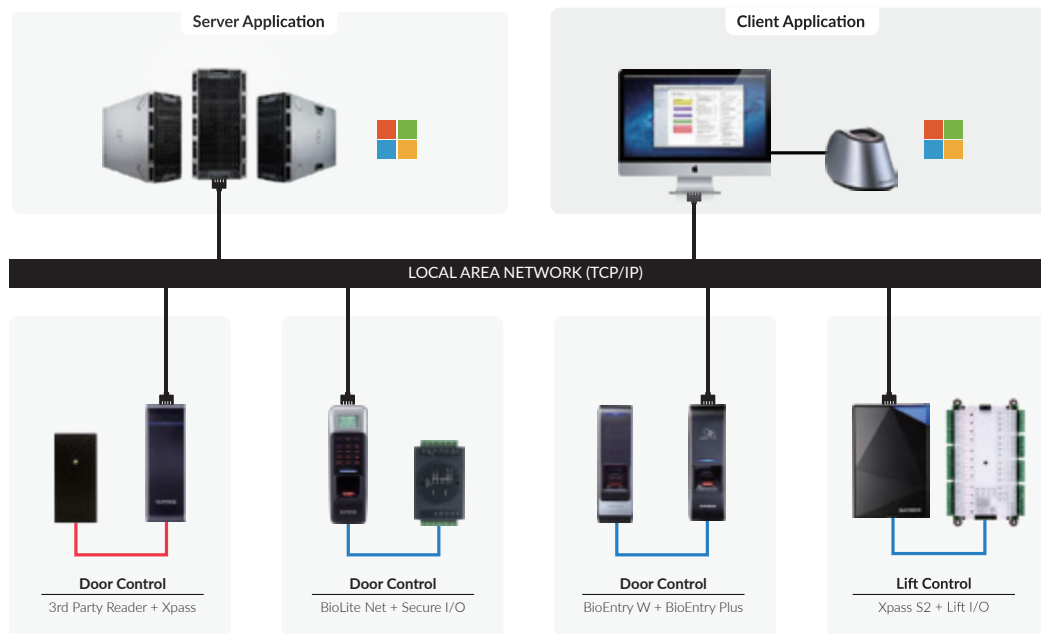 Server Application
Client Application
LOCAL AREA NETWORK (TCP/IP)
Door Control
3rd Party Reader + Xpass
Door Control
BioLite Net + Secure I/O
Door Control
BioEntry W + BioEntry Plus
Lift Control
Xpass S2 + Lift I/O